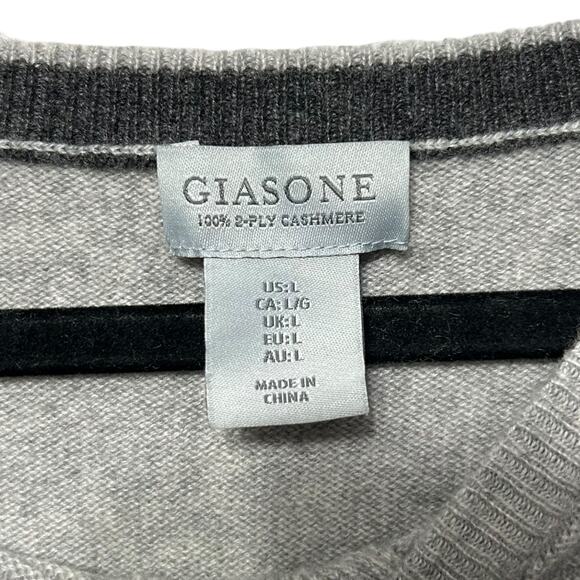 GIASONE
100% 2-PLY CASHMERE
US: L
CA: L/G
UK: L
EU: L
AU: L
MADE IN
CHINA